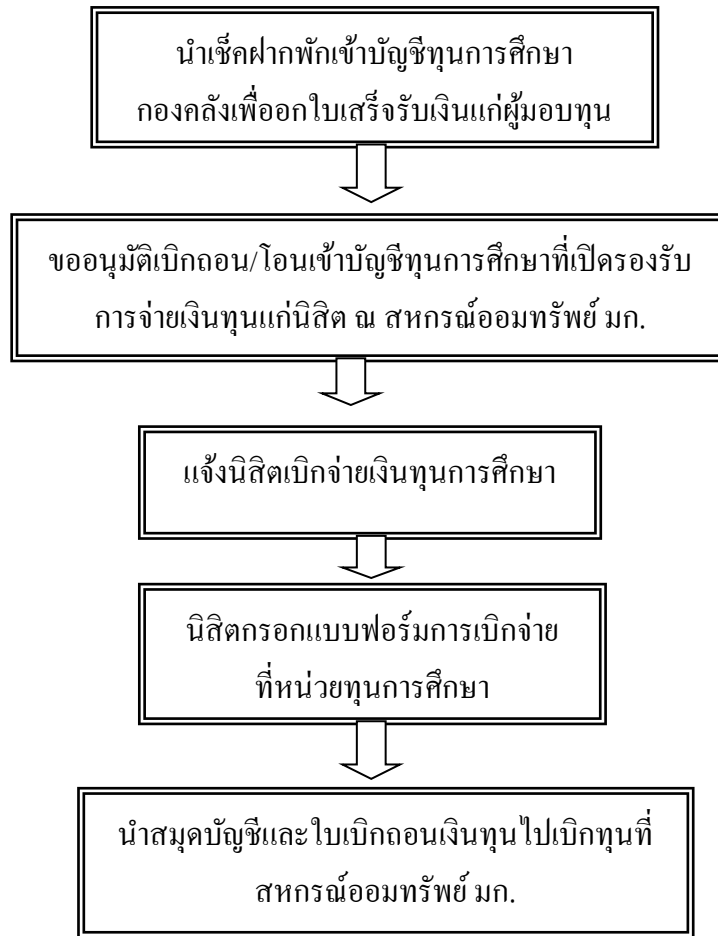 นำเช็คฝากพักเข้าบัญชีทุนการศึกษา
กองคลังเพื่ออกใบเสร็จรับเงินแก่ผู้มอบทุน
ขออนุมัติเบิกถอน/โอนเข้าบัญชีทุนการศึกษาที่เปิดรองรับ
การจ่ายเงินทุนแก่นิสิต ณ สหกรณ์ออมทรัพย์ มก.
แจ้งนิสิตเบิกจ่ายเงินทุนการศึกษา
นิสิตกรอกแบบฟอร์มการเบิกจ่าย
ที่หน่วยทุนการศึกษา
นำสมุดบัญชีและใบเบิกถอนเงินทุนไปเบิกทุนที่
สหกรณ์ออมทรัพย์ มก.